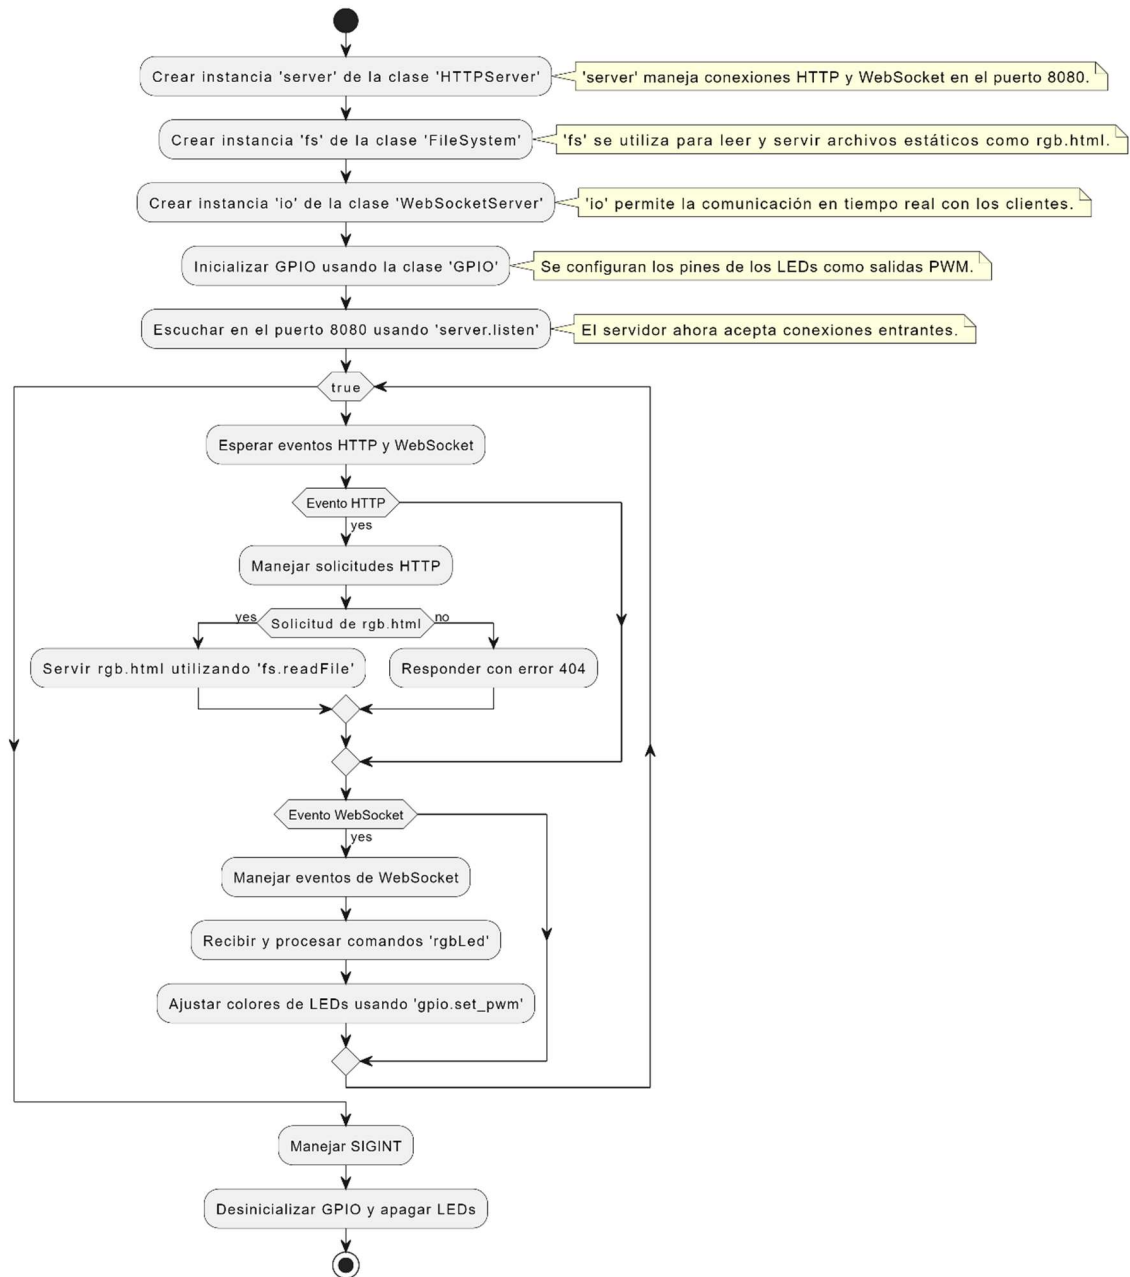 Crear instancia 'server' de la clase 'HTTPServer'
'server' maneja conexiones HTTP y WebSocket en el puerto 8080.
Crear instancia 'fs' de la clase 'FileSystem'
'fs' se utiliza para leer y servir archivos estáticos como rgb.html.
Crear instancia 'io' de la clase 'WebSocketServer'
'io' permite la comunicación en tiempo real con los clientes.
Inicializar GPIO usando la clase 'GPIO'
Se configuran los pines de los LEDs como salidas PWM.
Escuchar en el puerto 8080 usando 'server.listen'
El servidor ahora acepta conexiones entrantes.
true
Esperar eventos HTTP y WebSocket
Evento HTTP
yes
Manejar solicitudes HTTP
yes
Solicitud de rgb.html
no
Servir rgb.html utilizando 'fs.readFile'
Responder con error 404
Evento WebSocket
yes
Manejar eventos de WebSocket
Recibir y procesar comandos 'rgbLed'
Ajustar colores de LEDs usando 'gpio.set_pwm'
Manejar SIGINT
Desinicializar GPIO y apagar LEDs